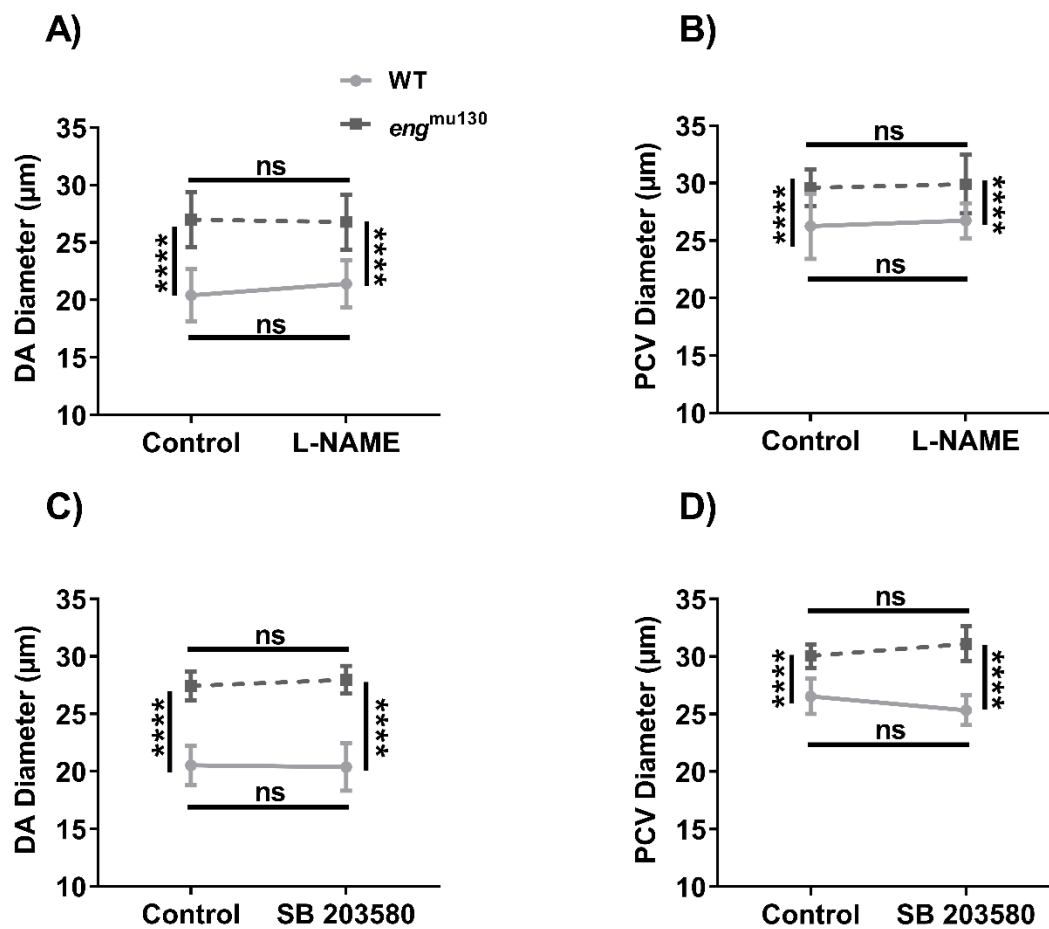 A)
WT
eng^mu130
DA Diameter (µm)
35
30
25
20
15
10
ns
****
****
ns
Control L-NAME
B)
PCV Diameter (µm)
35
30
25
20
15
10
ns
****
****
ns
Control L-NAME
C)
DA Diameter (µm)
35
30
25
20
15
10
ns
****
****
ns
Control SB 203580
D)
PCV Diameter (µm)
35
30
25
20
15
10
ns
****
****
ns
Control SB 203580